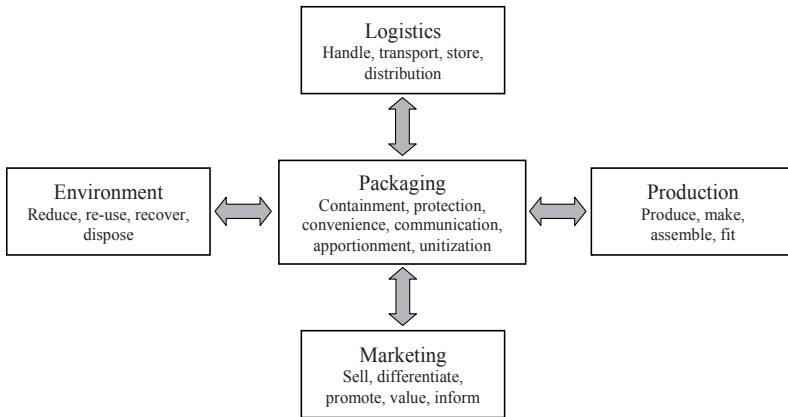 Logistics
Handle, transport, store,
distribution
Environment
Reduce, re-use, recover,
dispose
Packaging
Containment, protection,
convenience, communication,
apportionment, unitization
Production
Produce, make,
assemble, fit
Marketing
Sell, differentiate,
promote, value, inform